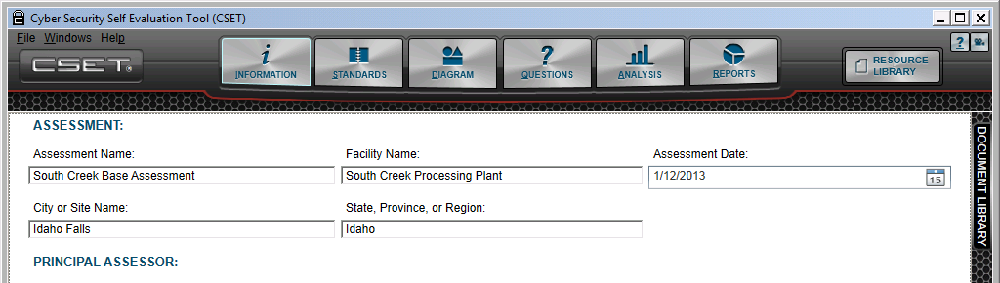 Cyber Security Self Evaluation Tool (CSET)
File Windows Help
CSET
INFORMATION
STANDARDS
DIAGRAM
QUESTIONS
ANALYSIS
REPORTS
RESOURCE
LIBRARY
?
ASSESSMENT:
Assessment Name: Facility Name: Assessment Date:
South Creek Base Assessment South Creek Processing Plant 1/12/2013 15
City or Site Name: State, Province, or Region:
Idaho Falls Idaho
PRINCIPAL ASSESSOR:
DOCUMENT LIBRARY